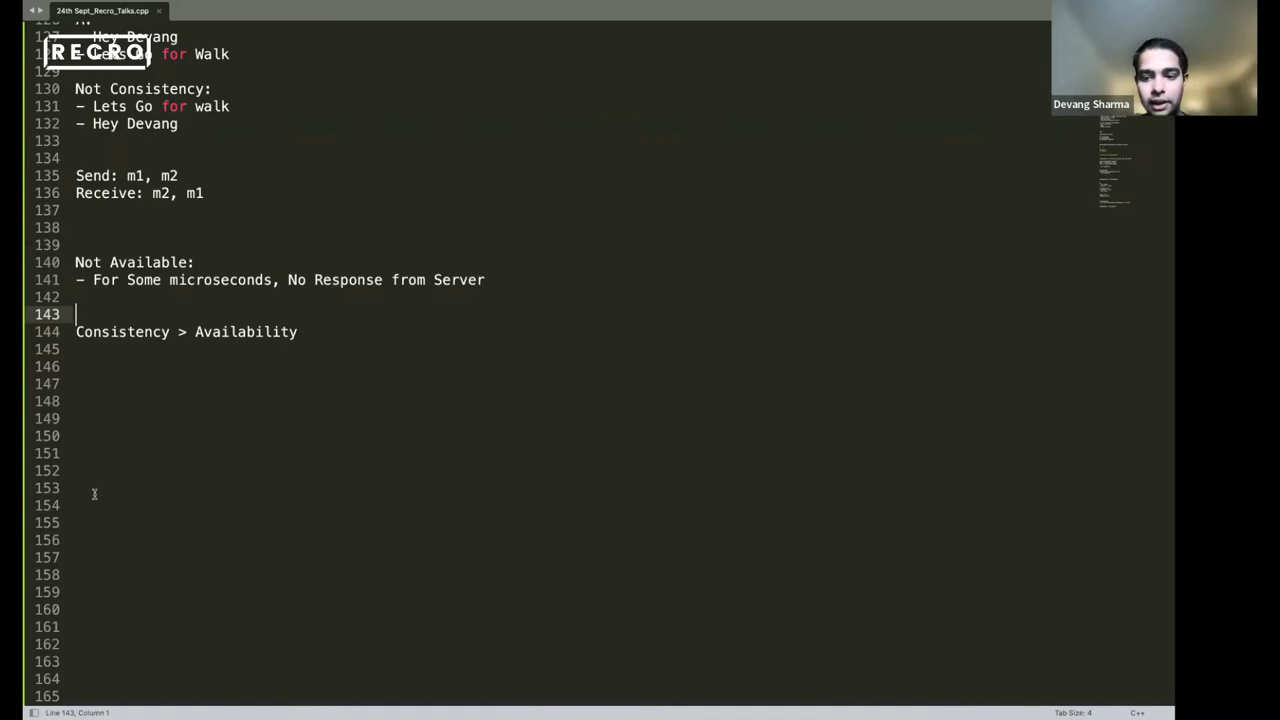 24th Sept_Recro_Talks.cpp
Hey Devang
RECRO
for Walk
129
130 Not Consistency:
131 - Lets Go for walk
132 - Hey Devang
133
134
135 Send: m1, m2
136 Receive: m2, m1
137
138
139
140 Not Available:
141 - For Some microseconds, No Response from Server
142
143
144 Consistency > Availability
145
146
147
148
149
150
151
152
153
154
155
156
157
158
159
160
161
162
163
164
165
Devang Sharma
Line 143, Column 1
Tab Size: 4
C++